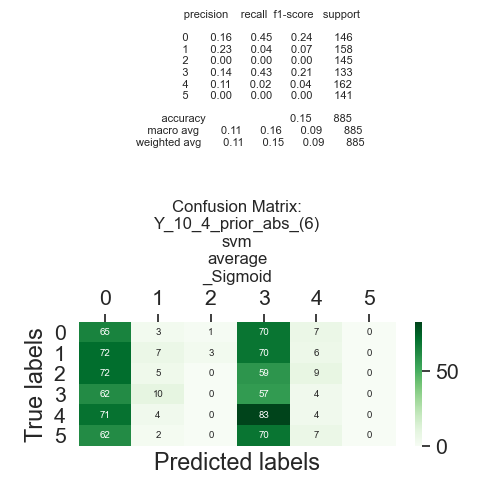 precision recall f1-score support
0 0.16 0.45 0.24 146
1 0.23 0.04 0.07 158
2 0.00 0.00 0.00 145
3 0.14 0.43 0.21 133
4 0.11 0.02 0.04 162
5 0.00 0.00 0.00 141
accuracy 0.15 885
macro avg 0.11 0.16 0.09 885
weighted avg 0.11 0.15 0.09 885
Confusion Matrix:
Y_10_4_prior_abs_(6)
svm
average
_Sigmoid
0 1 2 3 4 5
True labels
0 65 3 1 70 7 0
1 72 7 3 70 6 0
2 72 5 0 59 9 0
3 62 10 0 57 4 0
4 71 4 0 83 4 0
5 62 2 0 70 7 0
50
0
Predicted labels